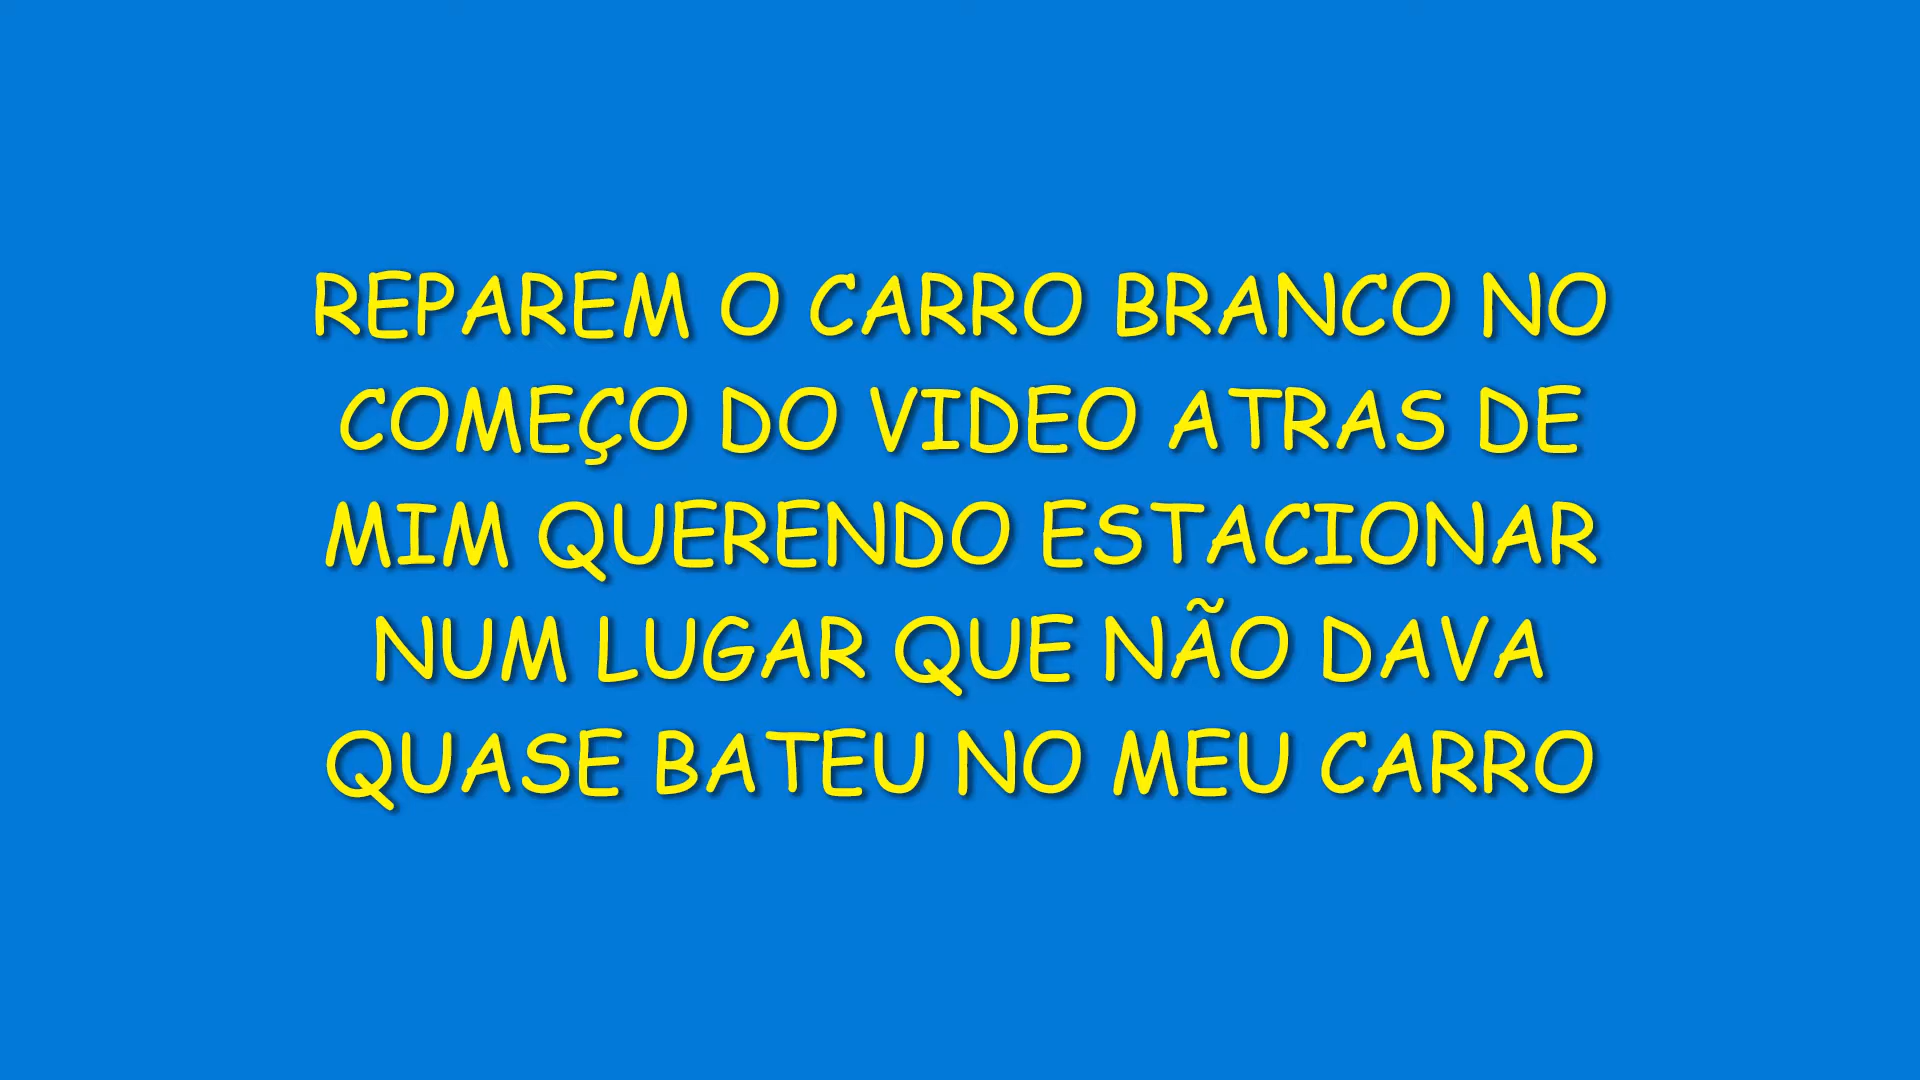 REPAREM O CARRO BRANCO NO
COMEÇO DO VIDEO ATRAS DE
MIM QUERENDO ESTACIONAR
NUM LUGAR QUE NÃO DAVA
QUASE BATEU NO MEU CARRO